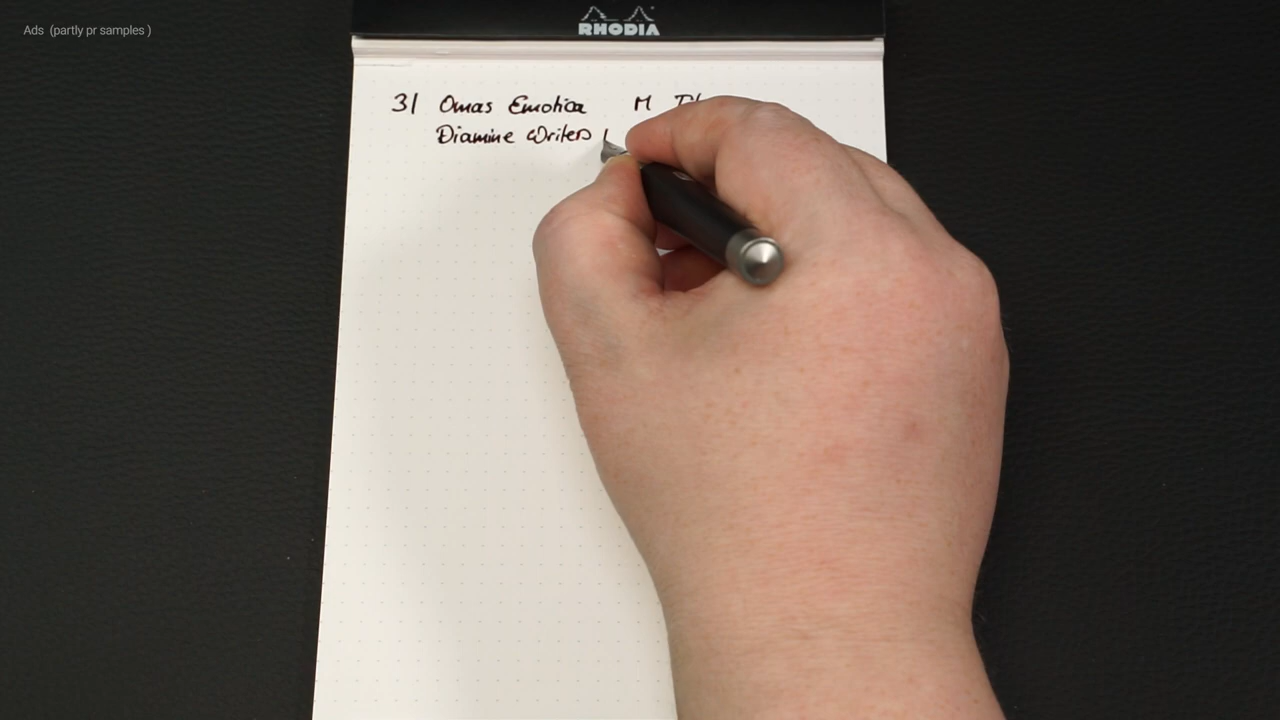 Ads (partly pr samples )
RHODIA
31 Omas Emotica M
Diamine Writers